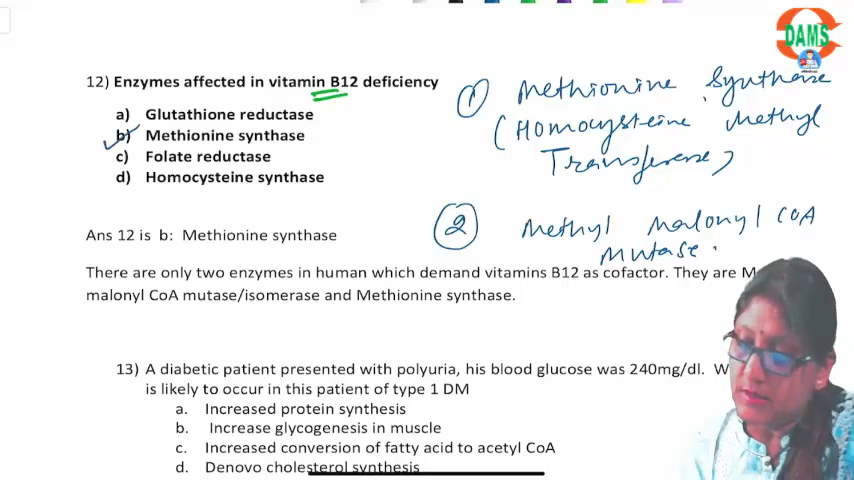 DAMS
12) Enzymes affected in vitamin B12 deficiency
a) Glutathione reductase
b) Methionine synthase
c) Folate reductase
d) Homocysteine synthase
① Methionine Synthase
(Homocysteine Methyl
Transferase)
② Methyl Malonyl CoA
Mutase.
Ans 12 is b: Methionine synthase
There are only two enzymes in human which demand vitamins B12 as cofactor. They are M
malonyl CoA mutase/isomerase and Methionine synthase.
13) A diabetic patient presented with polyuria, his blood glucose was 240mg/dl. W
is likely to occur in this patient of type 1 DM
a. Increased protein synthesis
b. Increase glycogenesis in muscle
c. Increased conversion of fatty acid to acetyl CoA
d. Denovo cholesterol synthesis